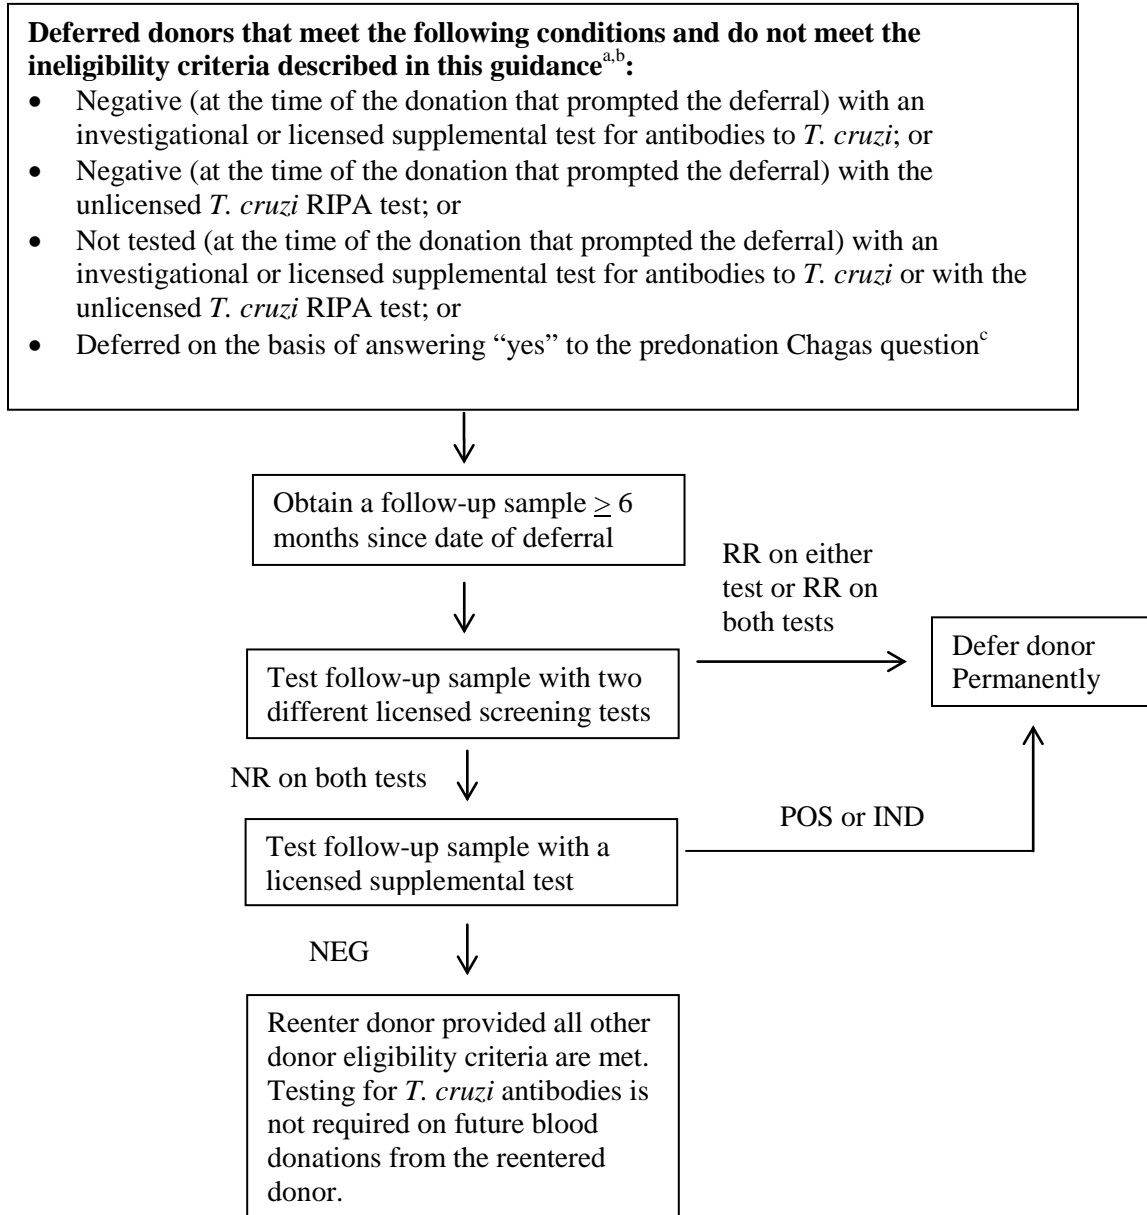 Deferred donors that meet the following conditions and do not meet the
ineligibility criteria described in this guidancea,b:
• Negative (at the time of the donation that prompted the deferral) with an
investigational or licensed supplemental test for antibodies to T. cruzi; or
• Negative (at the time of the donation that prompted the deferral) with the
unlicensed T. cruzi RIPA test; or
• Not tested (at the time of the donation that prompted the deferral) with an
investigational or licensed supplemental test for antibodies to T. cruzi or with the
unlicensed T. cruzi RIPA test; or
• Deferred on the basis of answering “yes” to the predonation Chagas questionc
Obtain a follow-up sample ≥ 6
months since date of deferral
RR on either
test or RR on
both tests
Defer donor
Permanently
Test follow-up sample with two
different licensed screening tests
NR on both tests
POS or IND
Test follow-up sample with a
licensed supplemental test
NEG
Reenter donor provided all other
donor eligibility criteria are met.
Testing for T. cruzi antibodies is
not required on future blood
donations from the reentered
donor.